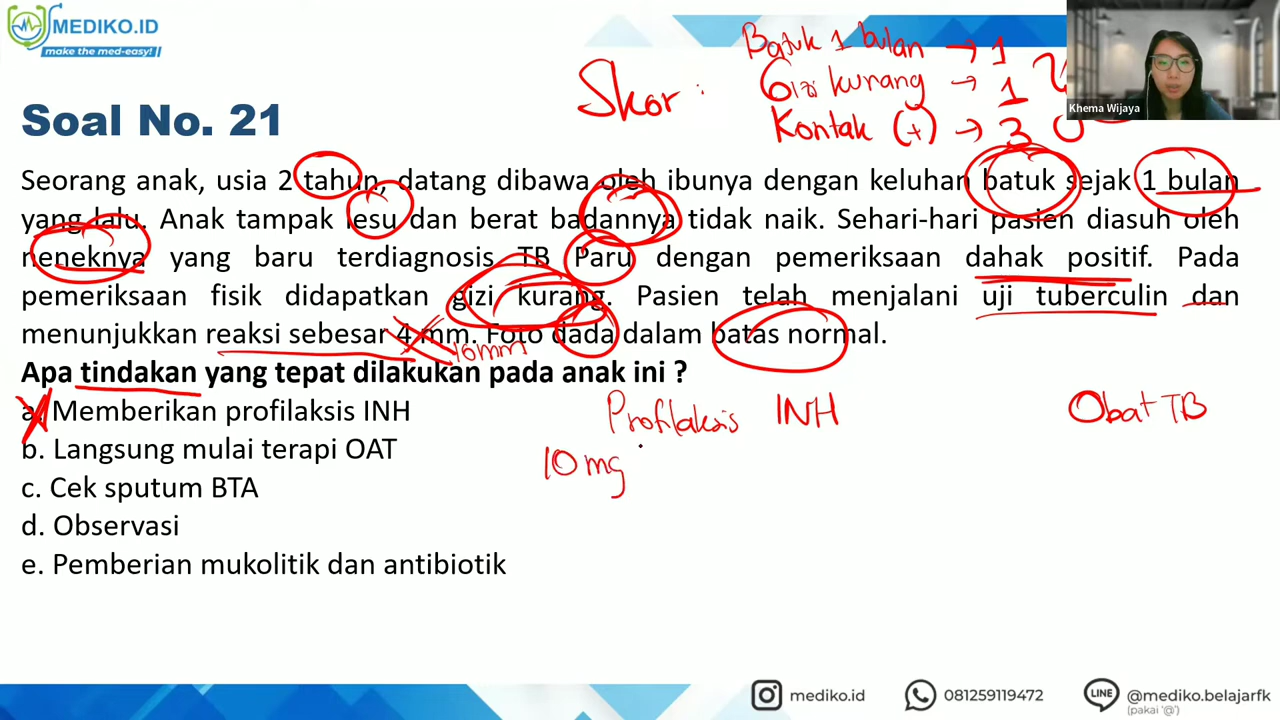 MEDIKO.ID
make the med-easy!
Batuk 1 bulan → 1
Skor : Gizi kurang → 1
Kontak (+) → 3
Khema Wijaya
Soal No. 21
Seorang anak, usia 2 tahun, datang dibawa oleh ibunya dengan keluhan batuk sejak 1 bulan
yang lalu. Anak tampak lesu dan berat badannya tidak naik. Sehari-hari pasien diasuh oleh
neneknya yang baru terdiagnosis TB Paru dengan pemeriksaan dahak positif. Pada
pemeriksaan fisik didapatkan gizi kurang. Pasien telah menjalani uji tuberculin dan
menunjukkan reaksi sebesar 4 mm. Foto dada dalam batas normal.
10mm
Apa tindakan yang tepat dilakukan pada anak ini ?
a. Memberikan profilaksis INH
b. Langsung mulai terapi OAT
c. Cek sputum BTA
d. Observasi
e. Pemberian mukolitik dan antibiotik
Profilaksis INH
Obat TB
10 mg
mediko.id
081259119472
LINE
@mediko.belajarfk
(pakai '@')